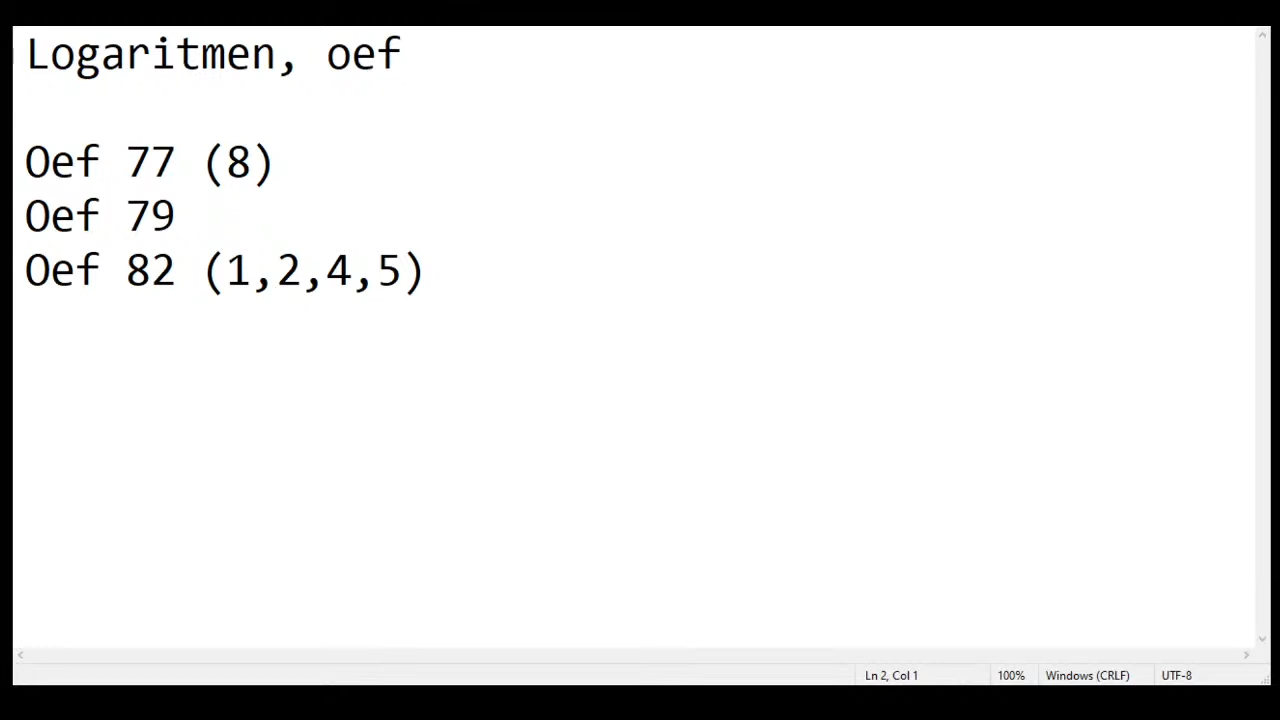 Logaritmen, oef
Oef 77 (8)
Oef 79
Oef 82 (1,2,4,5)
Ln 2, Col 1 100% Windows (CRLF) UTF-8